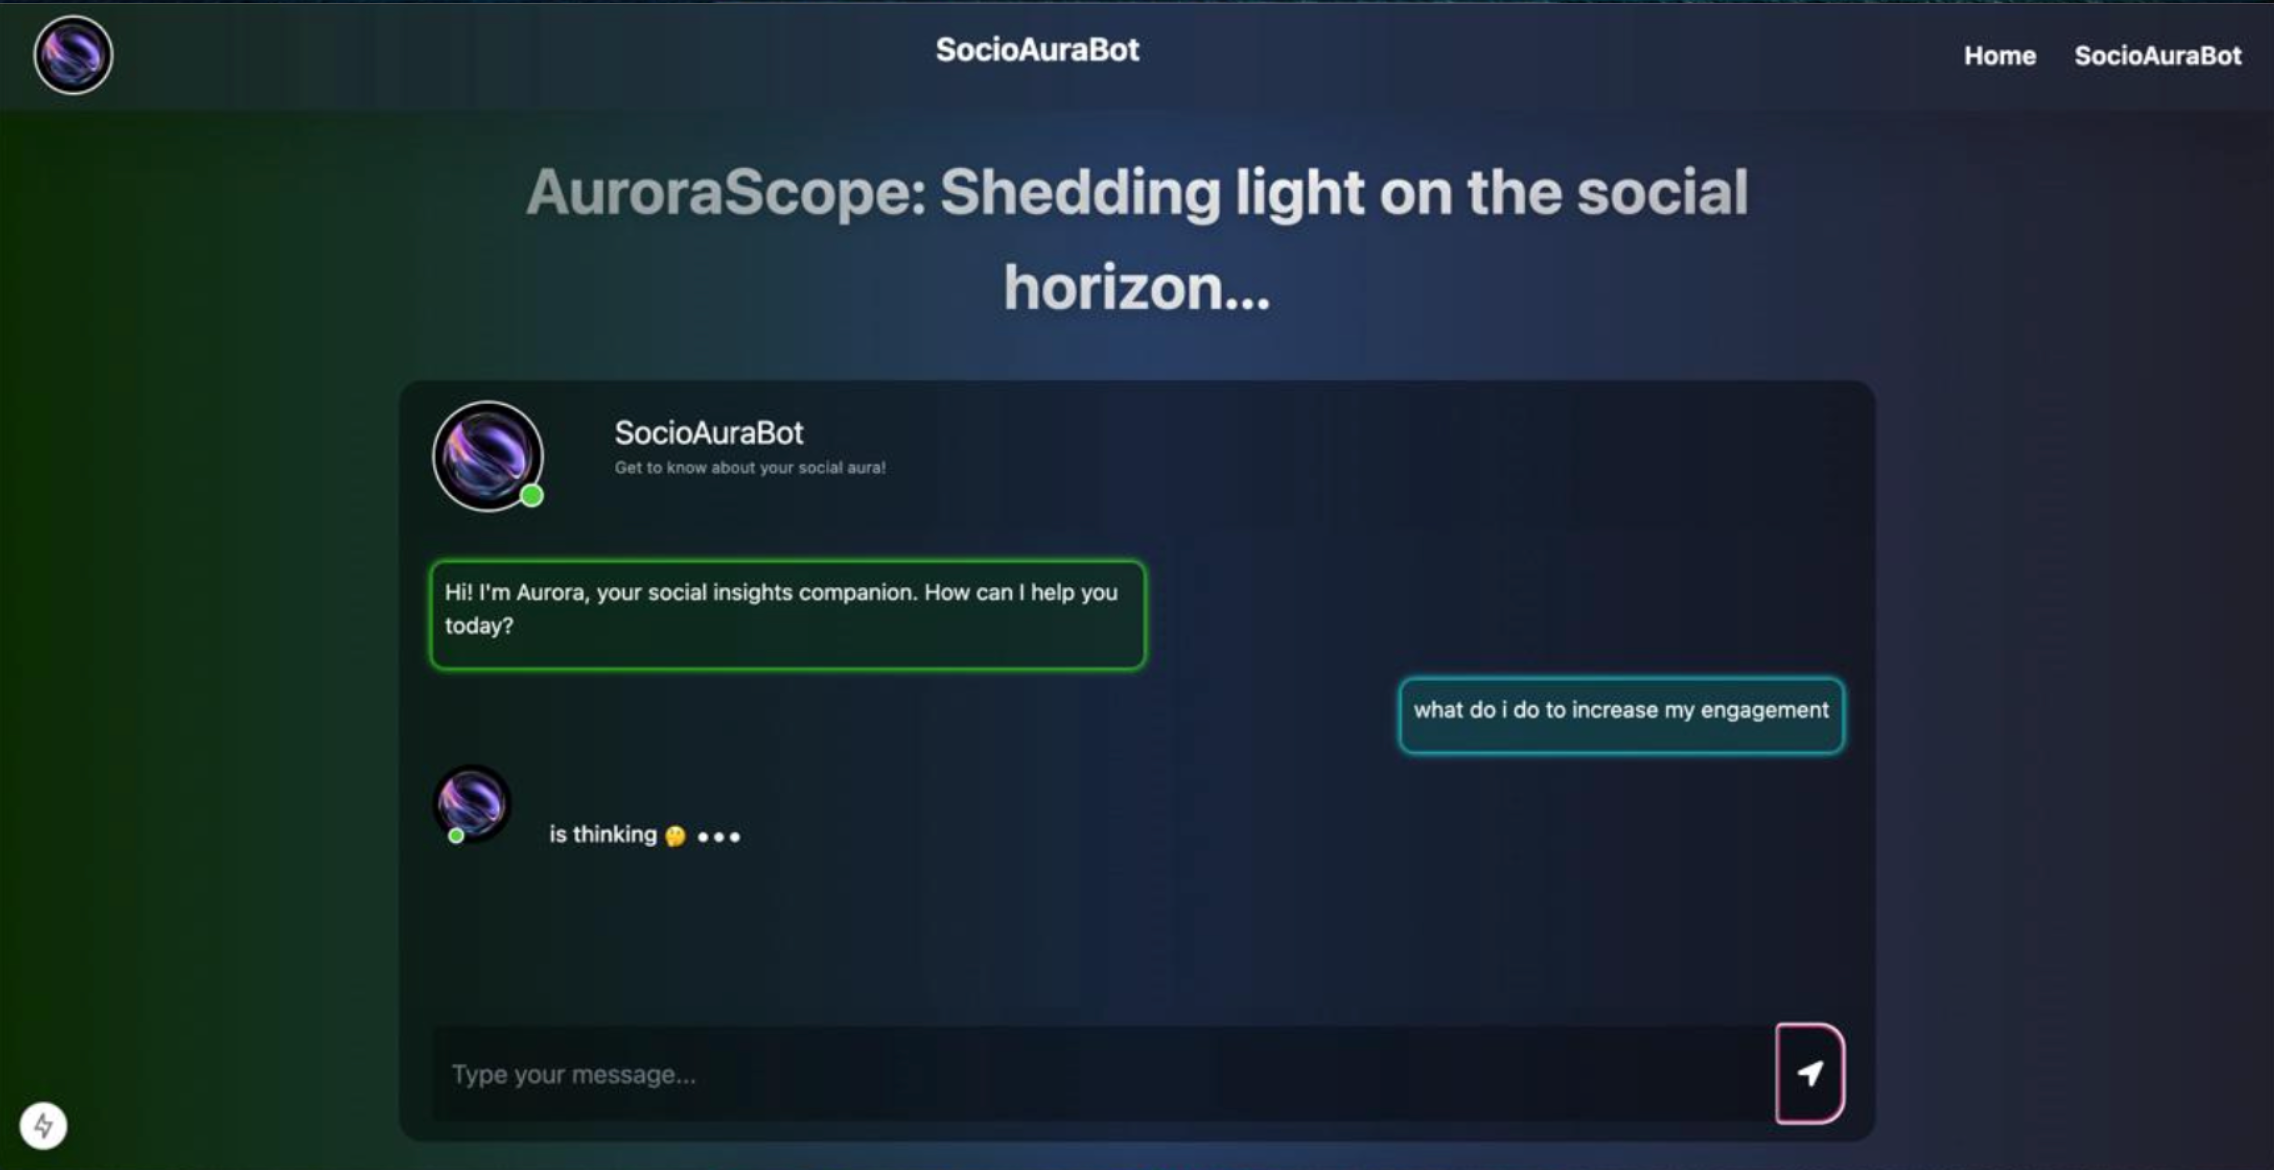 SocioAuraBot
Home SocioAuraBot
AuroraScope: Shedding light on the social
horizon...
SocioAuraBot
Get to know about your social aura!
Hi! I'm Aurora, your social insights companion. How can I help you
today?
what do i do to increase my engagement
is thinking 🤔 •••
Type your message...